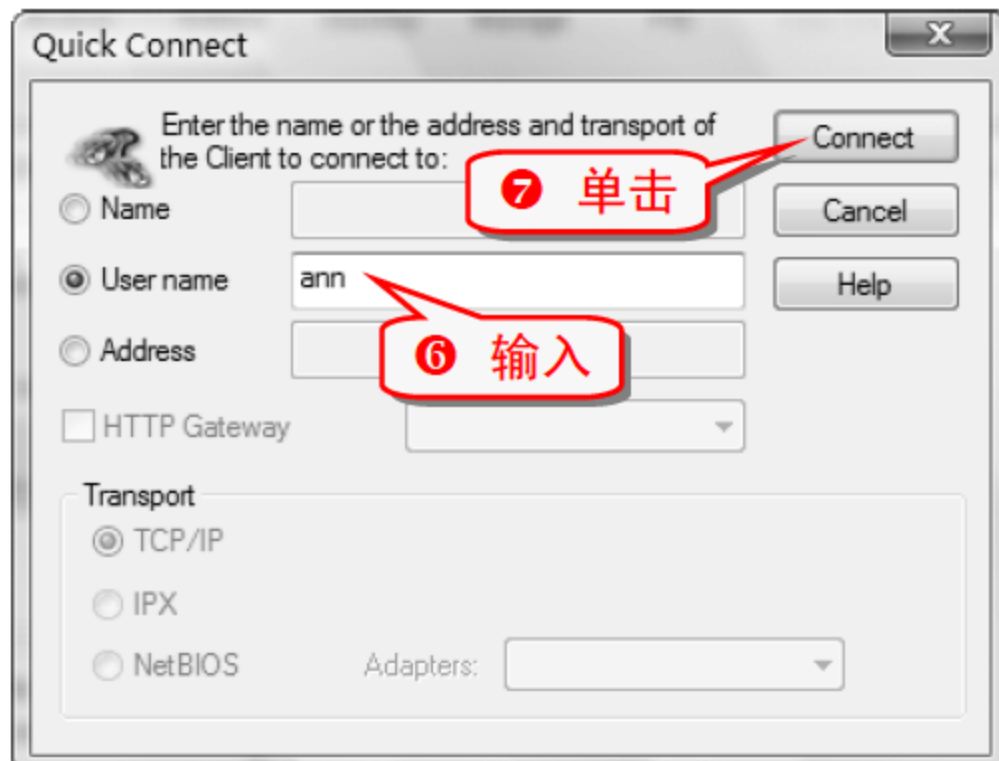 Quick Connect
Enter the name or the address and transport of
the Client to connect to:
Connect
❼ 单击
Name
Cancel
User name
ann
Help
❻ 输入
Address
HTTP Gateway
Transport
TCP/IP
IPX
NetBIOS
Adapters: